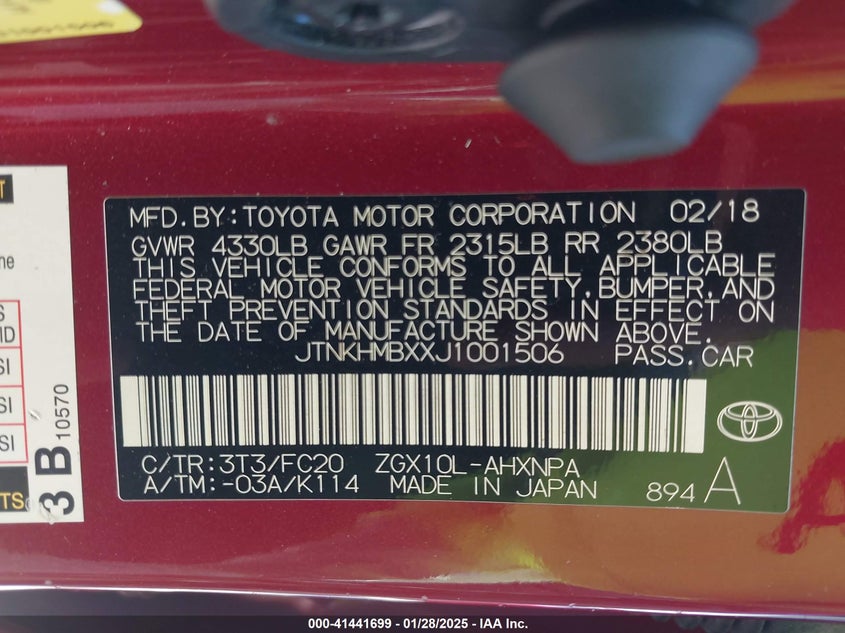 MFD.BY:TOYOTA MOTOR CORPORATION 02/18
GVWR 4330LB GAWR FR 2315LB RR 2380LB
THIS VEHICLE CONFORMS TO ALL APPLICABLE
FEDERAL MOTOR VEHICLE SAFETY,BUMPER,AND
THEFT PREVENTION STANDARDS IN EFFECT ON
THE DATE OF MANUFACTURE SHOWN ABOVE.
JTNKHMBXXJ1001506 PASS.CAR
C/TR:3T3/FC20 ZGX10L-AHXNPA
A/TM:-03A/K114 MADE IN JAPAN 894 A
3 B 10570
000-41441699 - 01/28/2025 - IAAI.COM